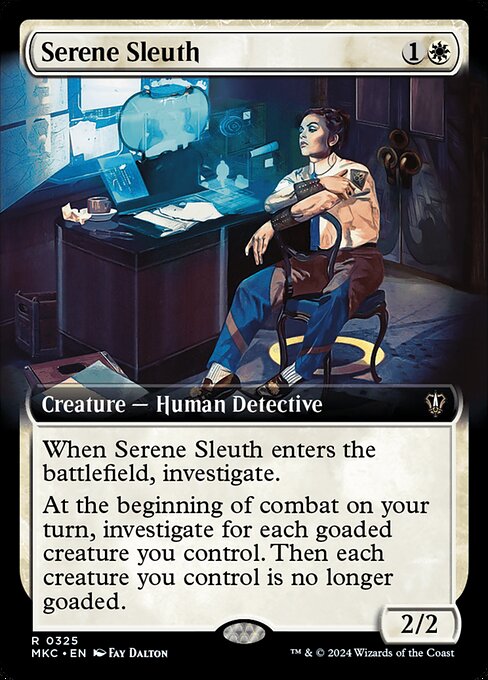 Serene Sleuth 1
Creature — Human Detective
When Serene Sleuth enters the
battlefield, investigate.
At the beginning of combat on your
turn, investigate for each goaded
creature you control. Then each
creature you control is no longer
goaded.
2/2
R 0325
MKC • EN Fay Dalton
™ & © 2024 Wizards of the Coast